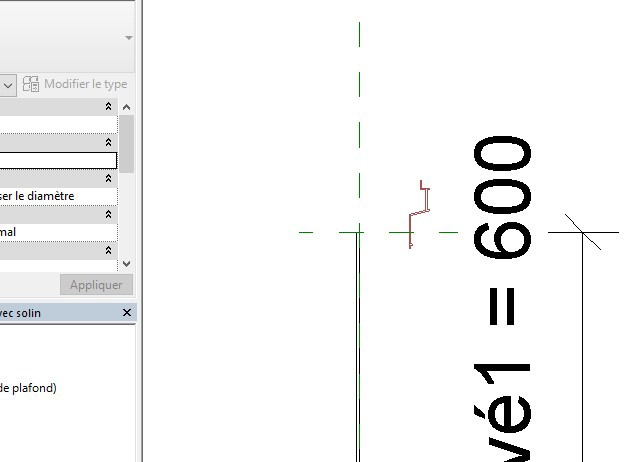 Modifier le type
ser le diamètre
mal
Appliquer
vec solin
de plafond)
vé1 = 600